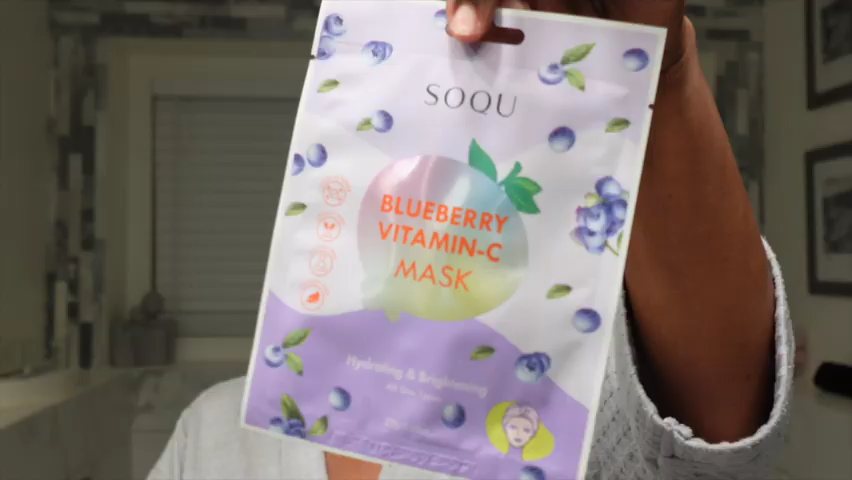 SOQU
BLUEBERRY
VITAMIN-C
MASK
Hydrating & Brightening